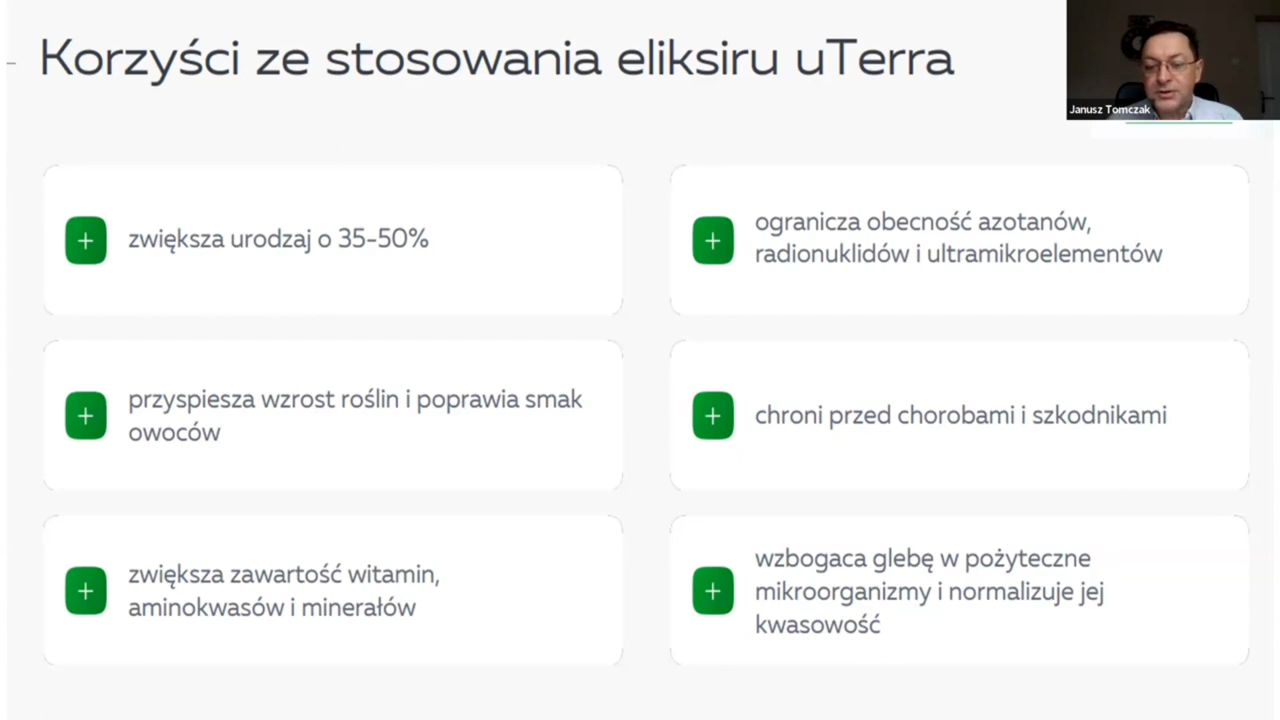 Korzyści ze stosowania eliksiru uTerra
Janusz Tomczak
zwiększa urodzaj o 35-50%
ogranicza obecność azotanów,
radionuklidów i ultramikroelementów
przyspiesza wzrost roślin i poprawia smak
owoców
chroni przed chorobami i szkodnikami
zwiększa zawartość witamin,
aminokwasów i minerałów
wzbogaca glebę w pożyteczne
mikroorganizmy i normalizuje jej
kwasowość